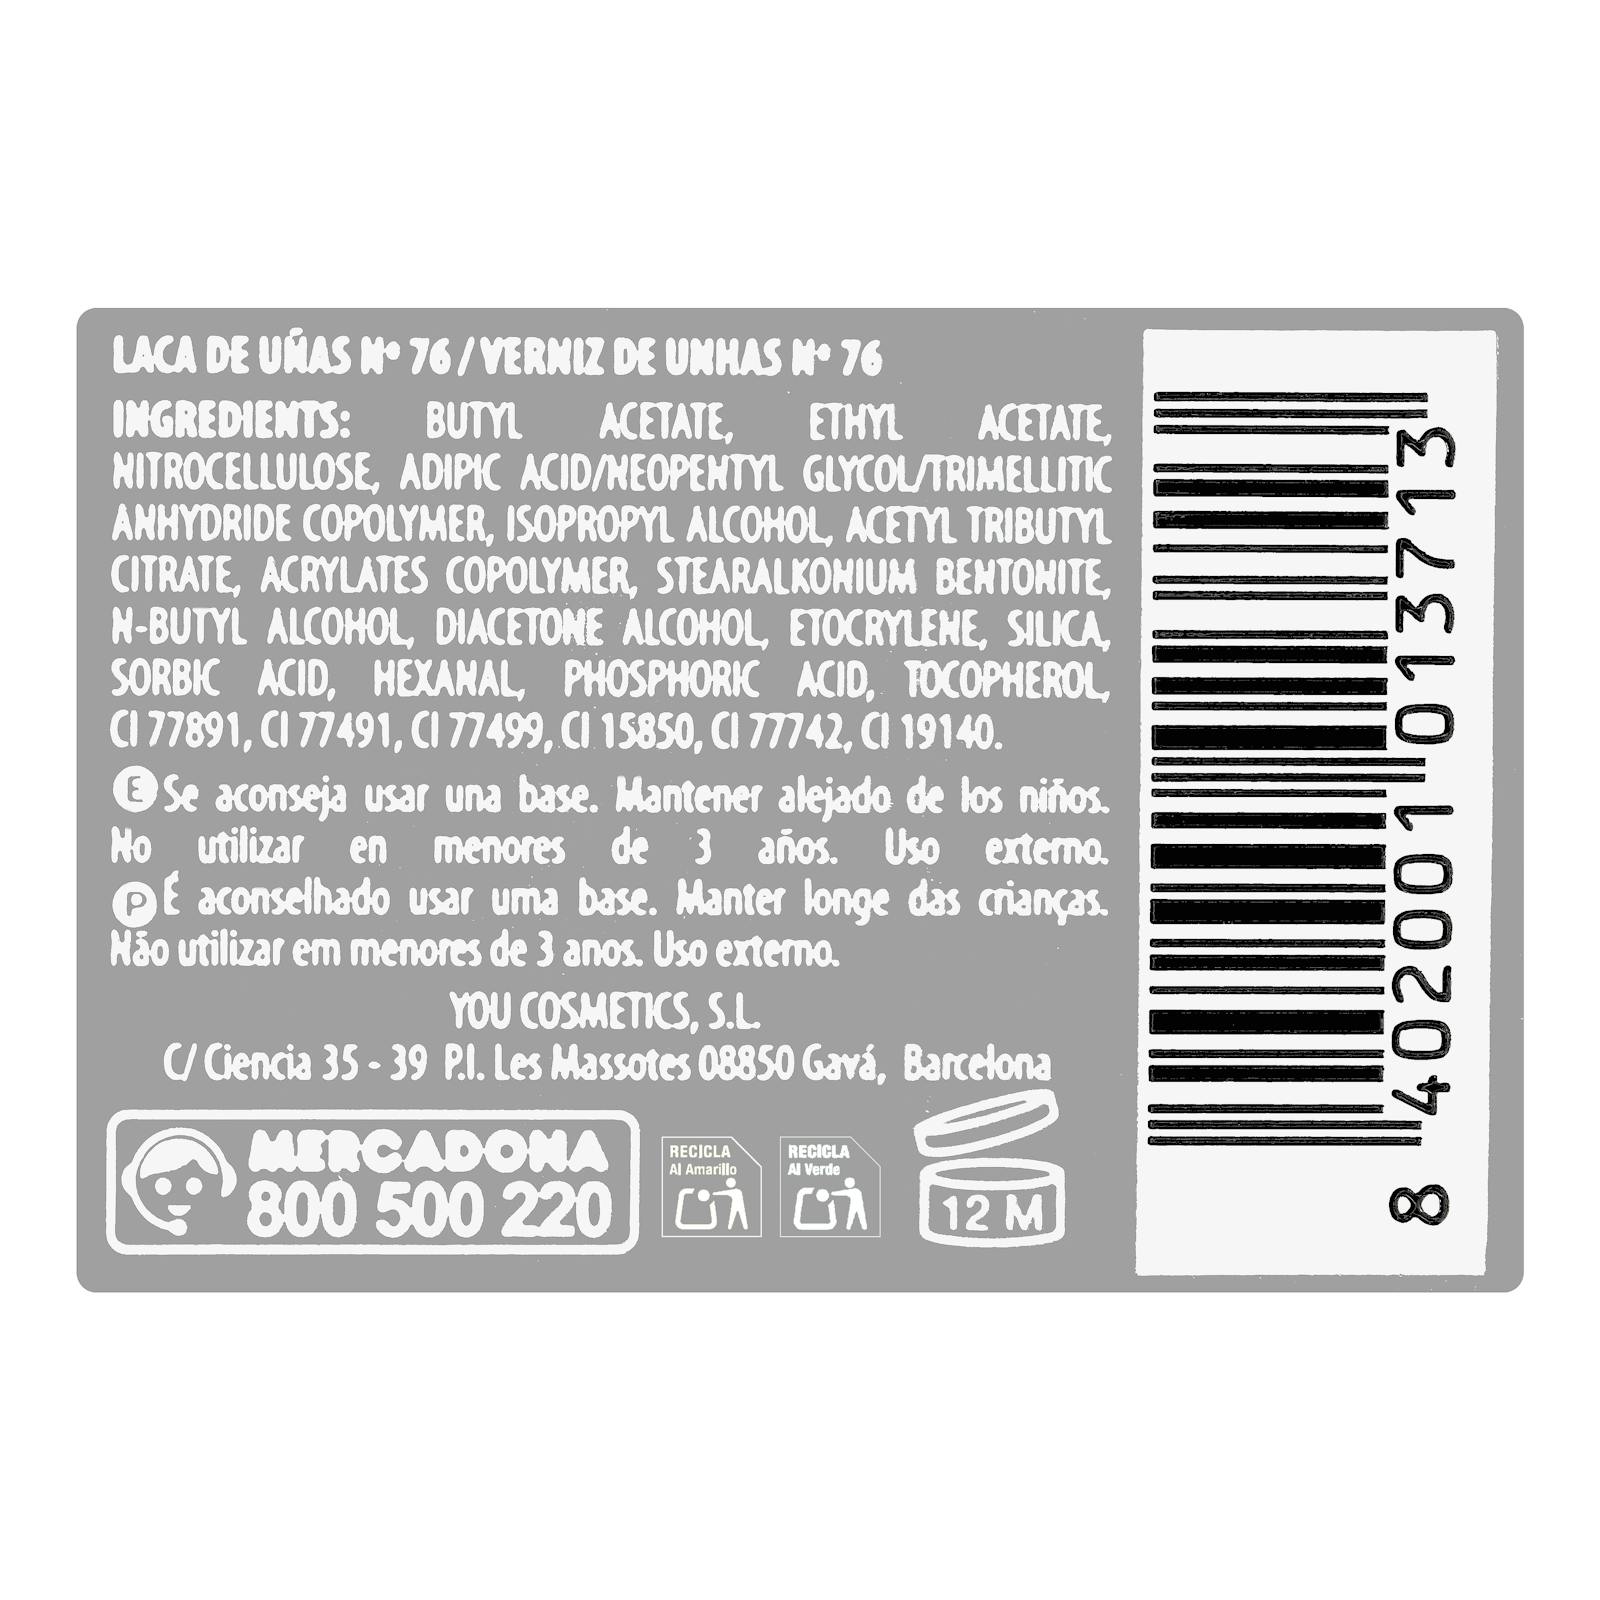 LACA DE UÑAS Nº 76 / VERNIZ DE UNHAS Nº 76
INGREDIENTS: BUTYL ACETATE, ETHYL ACETATE,
NITROCELLULOSE, ADIPIC ACID/NEOPENTYL GLYCOL/TRIMELLITIC
ANHYDRIDE COPOLYMER, ISOPROPYL ALCOHOL, ACETYL TRIBUTYL
CITRATE, ACRYLATES COPOLYMER, STEARALKONIUM BENTONITE,
N-BUTYL ALCOHOL, DIACETONE ALCOHOL, ETOCRYLENE, SILICA,
SORBIC ACID, HEXANAL, PHOSPHORIC ACID, TOCOPHEROL,
CI 77891, CI 77491, CI 77499, CI 15850, CI 77742, CI 19140.
E Se aconseja usar una base. Mantener alejado de los niños.
No utilizar en menores de 3 años. Uso externo.
P É aconselhado usar uma base. Manter longe das crianças.
Não utilizar em menores de 3 anos. Uso externo.
YOU COSMETICS, S.L.
C/ Ciencia 35 - 39 P.I. Les Massotes 08850 Gavá, Barcelona
MERCADONA
800 500 220
RECICLA
Al Amarillo
RECICLA
Al Verde
12 M
8 402001 013713